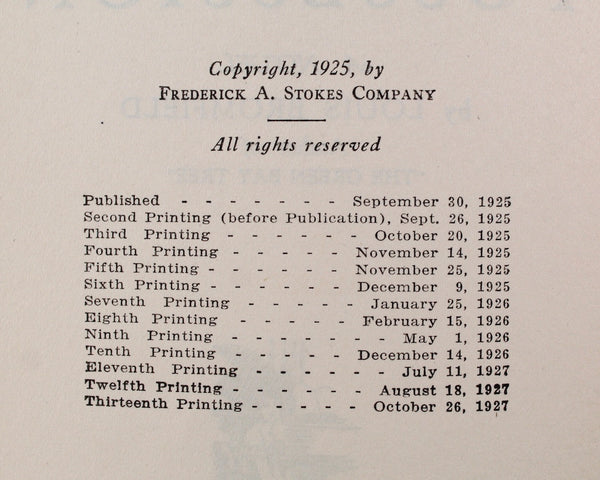 Copyright, 1925, by
FREDERICK A. STOKES COMPANY
All rights reserved
Published - - - - - - - September 30, 1925
Second Printing (before Publication), Sept. 26, 1925
Third Printing - - - - - - October 20, 1925
Fourth Printing - - - - - November 14, 1925
Fifth Printing - - - - - - November 25, 1925
Sixth Printing - - - - - - December 9, 1925
Seventh Printing - - - - - January 25, 1926
Eighth Printing - - - - - February 15, 1926
Ninth Printing - - - - - - May 1, 1926
Tenth Printing - - - - - December 14, 1926
Eleventh Printing - - - - - - July 11, 1927
Twelfth Printing - - - - - - August 18, 1927
Thirteenth Printing - - - - - October 26, 1927